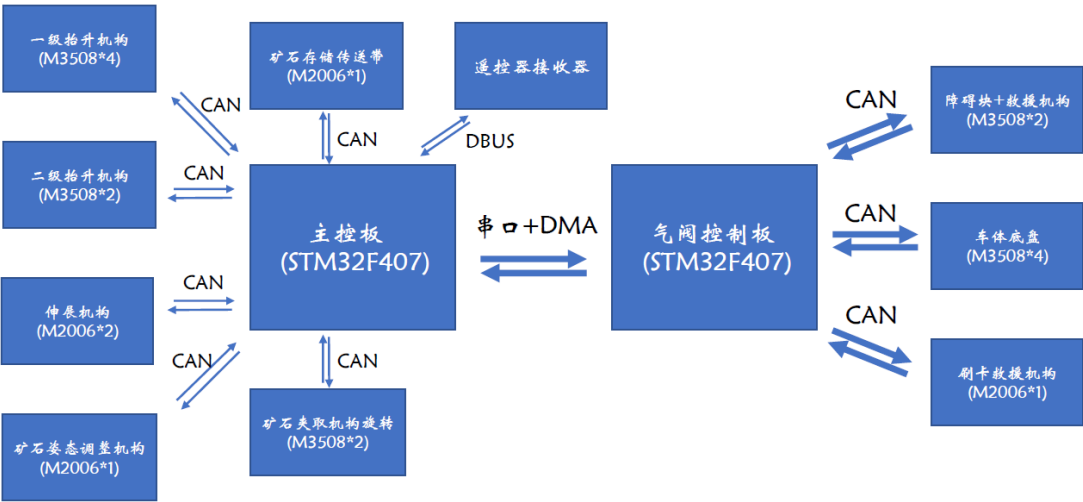 一级抬升机构
(M3508*4)
CAN
矿石存储传送带
(M2006*1)
CAN
遥控器接收器
DBUS
二级抬升机构
(M3508*2)
CAN
主控板
(STM32F407)
串口+DMA
气阀控制板
(STM32F407)
CAN
障碍块+救援机构
(M3508*2)
CAN
车体底盘
(M3508*4)
CAN
刷卡救援机构
(M2006*1)
伸展机构
(M2006*2)
CAN
矿石姿态调整机构
(M2006*1)
CAN
矿石夹取机构旋转
(M3508*2)
CAN